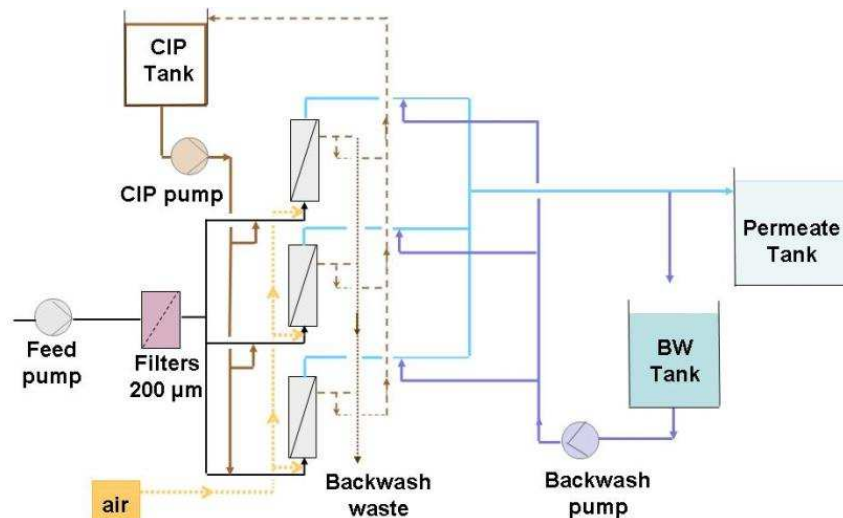 CIP
Tank
CIP pump
Permeate
Tank
Feed
pump
Filters
200 µm
BW
Tank
air
Backwash
waste
Backwash
pump